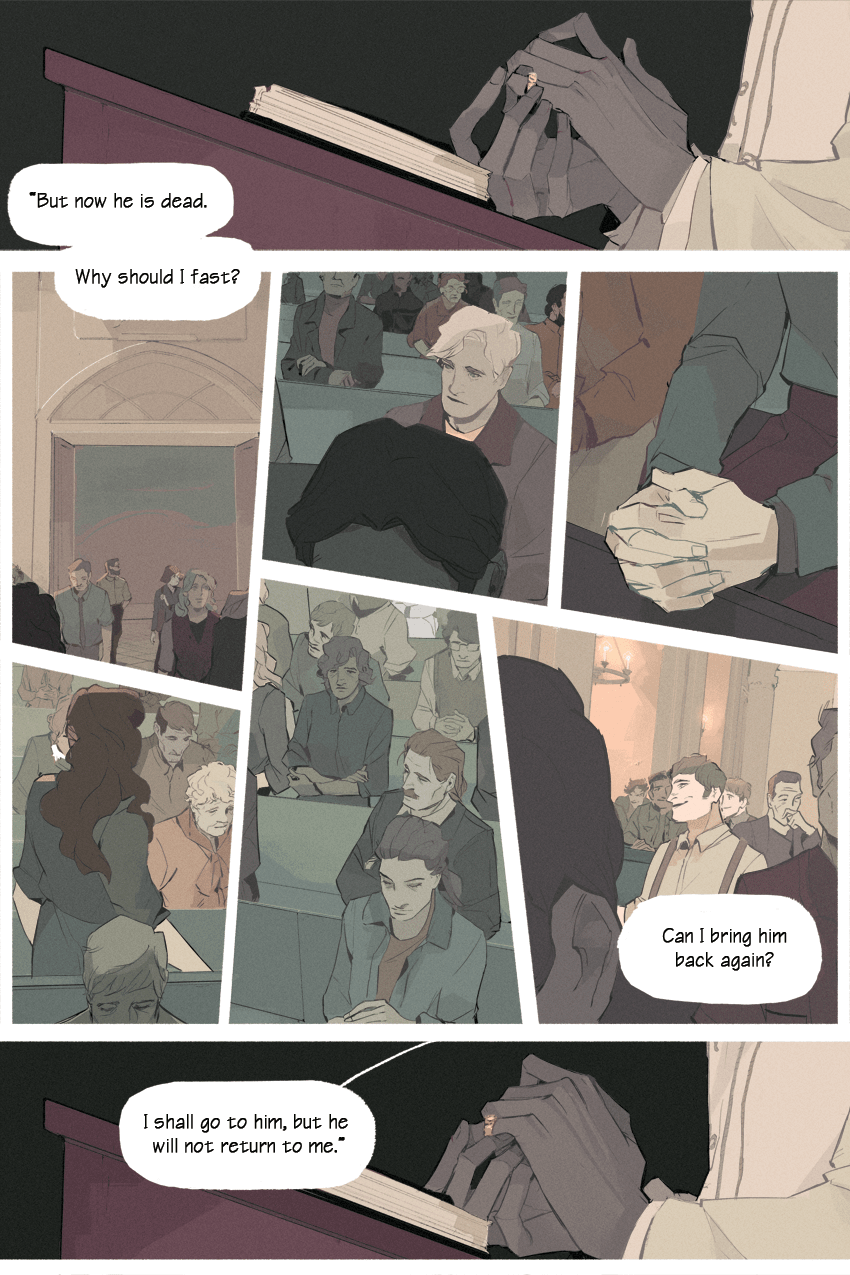 "But now he is dead.
Why should I fast?
Can I bring him
back again?
I shall go to him, but he
will not return to me."